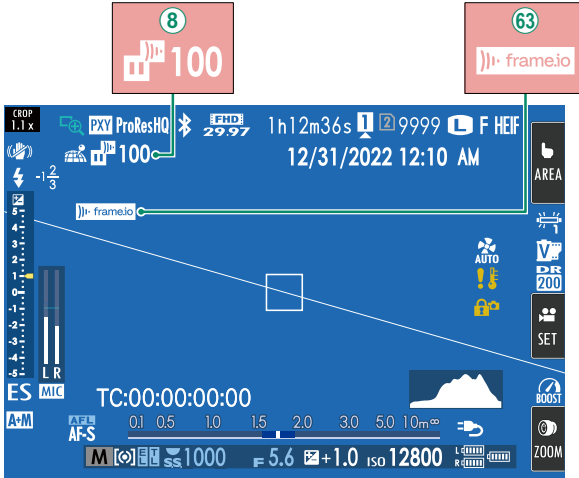 8
63
100
frame.io
CROP
1.1 x
PXY ProResHQ FHD 29.97 1h12m36s 1 2 9999 L F HEIF
100
12/31/2022 12:10 AM
-1 2/3
AREA
frame.io
5
4
3
2
1
0
-1
-2
-3
-4
-5
AUTO
1
V
DR
200
SET
L R
ES MIC
TC:00:00:00:00
BOOST
A+M
AFL
AF-S
0.1 0.5 1.0 1.5 2.0 3.0 5.0 10m ∞
ZOOM
M E L S.S. 1000 F 5.6 +1.0 ISO 12800 L R